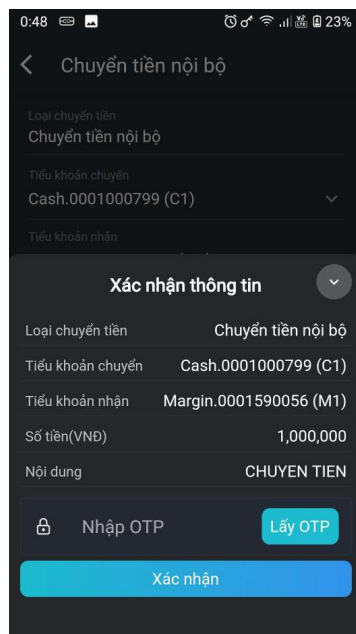 0:48 23%
Chuyển tiền nội bộ
Loại chuyển tiền
Chuyển tiền nội bộ
Tiểu khoản chuyển
Cash.0001000799 (C1)
Tiểu khoản nhận
Xác nhận thông tin
Loại chuyển tiền Chuyển tiền nội bộ
Tiểu khoản chuyển Cash.0001000799 (C1)
Tiểu khoản nhận Margin.0001590056 (M1)
Số tiền(VNĐ) 1,000,000
Nội dung CHUYEN TIEN
Nhập OTP Lấy OTP
Xác nhận